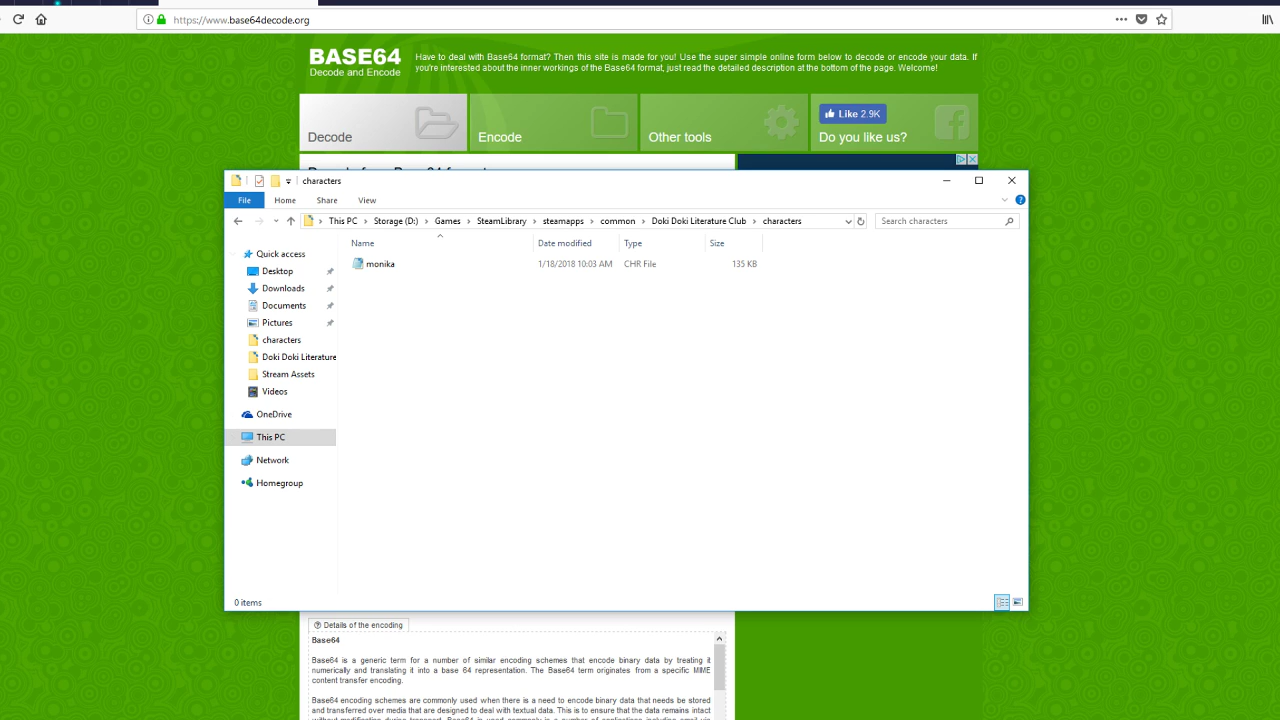 https://www.base64decode.org
BASE64
Decode and Encode
Have to deal with Base64 format? Then this site is made for you! Use the super simple online form below to decode or encode your data. If
you're interested about the inner workings of the Base64 format, just read the detailed description at the bottom of the page. Welcome!
Decode
Encode
Other tools
Like 2.9K
Do you like us?
characters
File
Home
Share
View
This PC
Storage (D:)
Games
SteamLibrary
steamapps
common
Doki Doki Literature Club
characters
Search characters
Name
Date modified
Type
Size
monika
1/18/2018 10:03 AM
CHR File
135 KB
Quick access
Desktop
Downloads
Documents
Pictures
characters
Doki Doki Literature
Stream Assets
Videos
OneDrive
This PC
Network
Homegroup
0 items
Details of the encoding
Base64
Base64 is a generic term for a number of similar encoding schemes that encode binary data by treating it
numerically and translating it into a base 64 representation. The Base64 term originates from a specific MIME
content transfer encoding.
Base64 encoding schemes are commonly used when there is a need to encode binary data that needs be stored
and transferred over media that are designed to deal with textual data. This is to ensure that the data remains intact